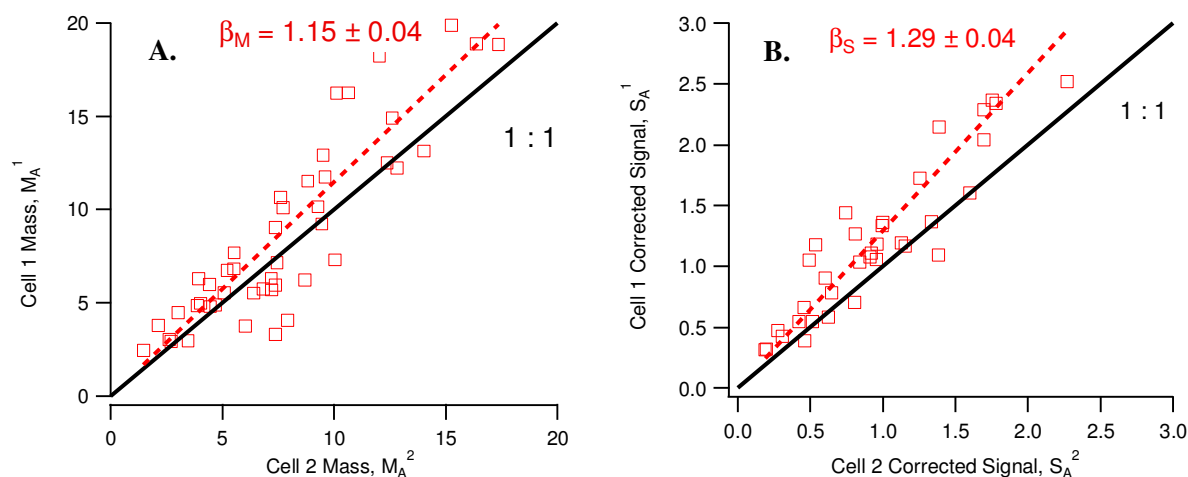 A.
β_M = 1.15 ± 0.04
1 : 1
20
15
10
5
0
0 5 10 15 20
Cell 1 Mass, M_A^1
Cell 2 Mass, M_A^2
B.
β_S = 1.29 ± 0.04
1 : 1
3.0
2.5
2.0
1.5
1.0
0.5
0.0
0.0 0.5 1.0 1.5 2.0 2.5 3.0
Cell 1 Corrected Signal, S_A^1
Cell 2 Corrected Signal, S_A^2